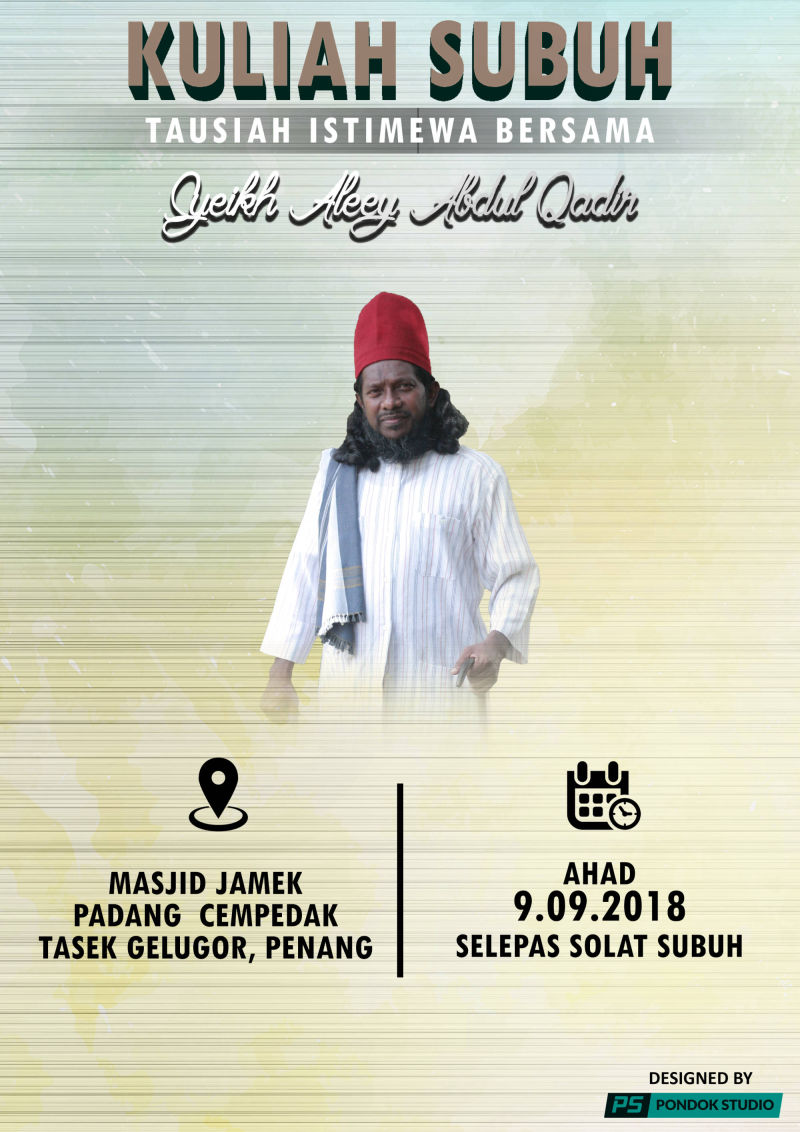 KULIAH SUBUH
TAUSIAH ISTIMEWA BERSAMA
Syeikh Aleey Abdul Qadir
MASJID JAMEK
PADANG CEMPEDAK
TASEK GELUGOR, PENANG
AHAD
9.09.2018
SELEPAS SOLAT SUBUH
DESIGNED BY
PS PONDOK STUDIO